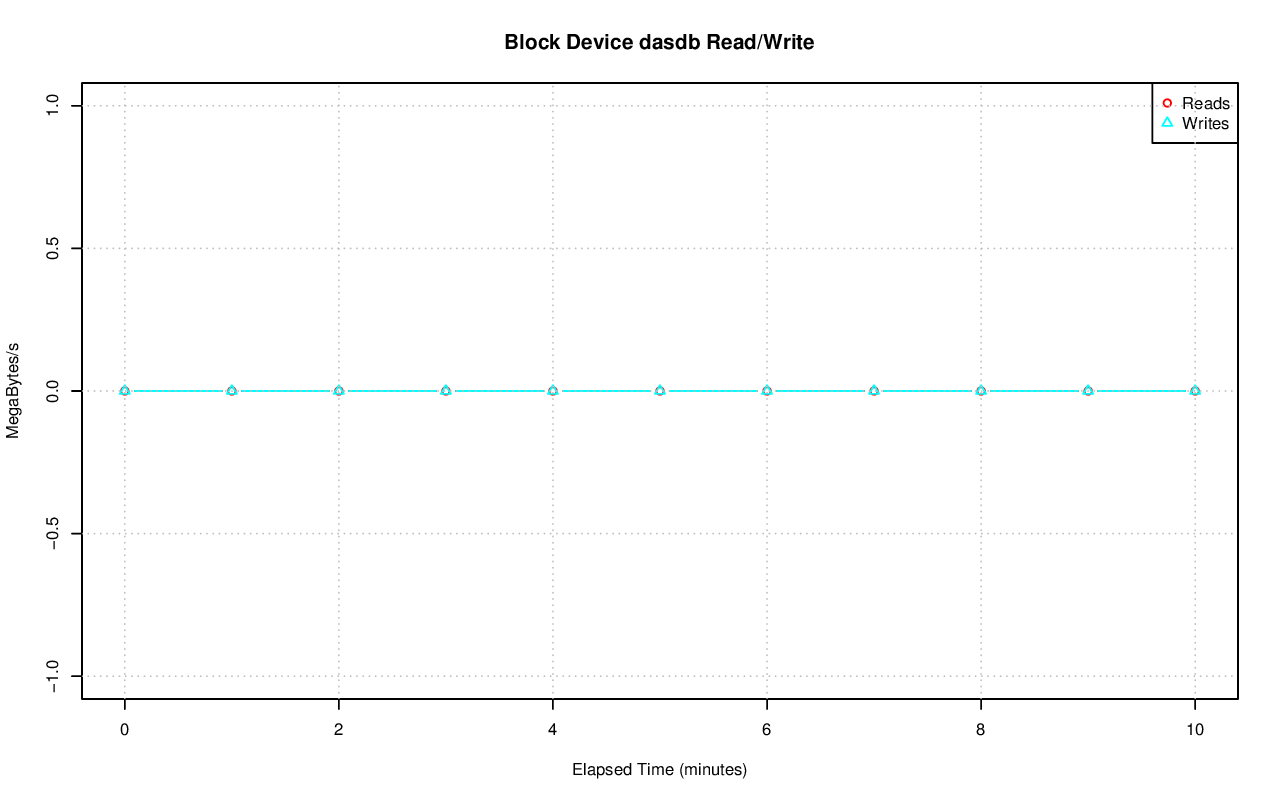 Block Device dasdb Read/Write
Reads
Writes
MegaBytes/s
1.0
0.5
0.0
−0.5
−1.0
0 2 4 6 8 10
Elapsed Time (minutes)